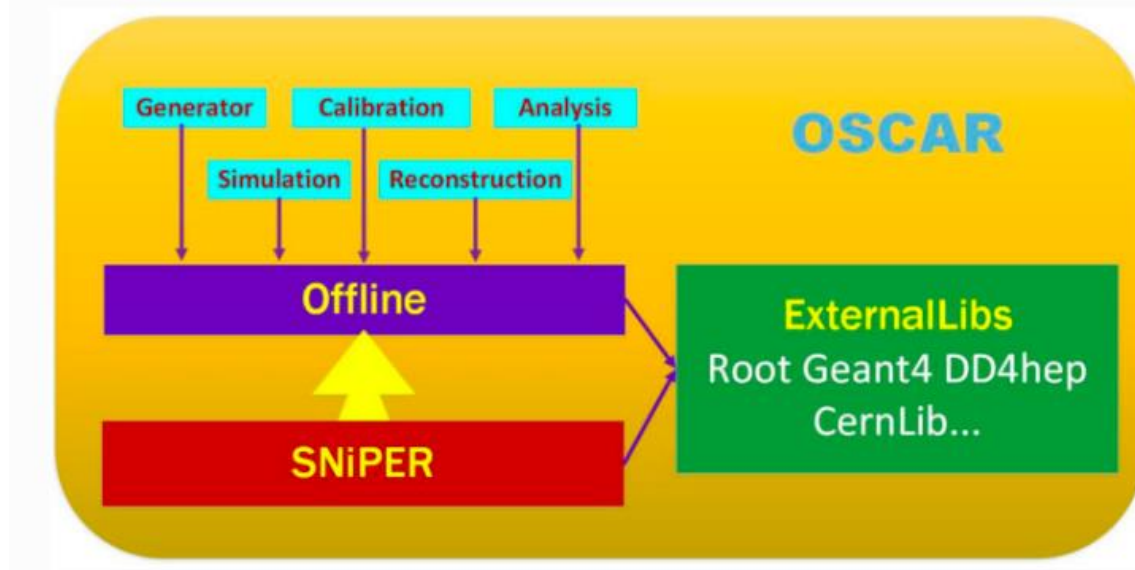 Generator
Calibration
Analysis
OSCAR
Simulation
Reconstruction
Offline
ExternalLibs
Root Geant4 DD4hep
CernLib...
SNiPER